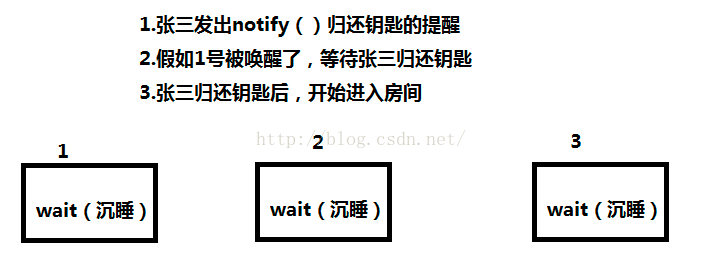 1.张三发出notify（）归还钥匙的提醒
2.假如1号被唤醒了，等待张三归还钥匙
3.张三归还钥匙后，开始进入房间
http://blog.csdn.net/
1 2 3
wait（沉睡） wait（沉睡） wait（沉睡）